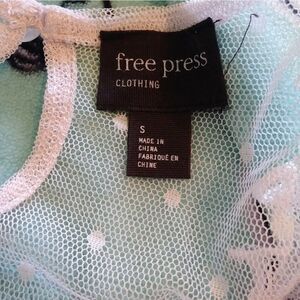 free press
CLOTHING
S
MADE IN
CHINA
FABRIQUÉ EN
CHINE